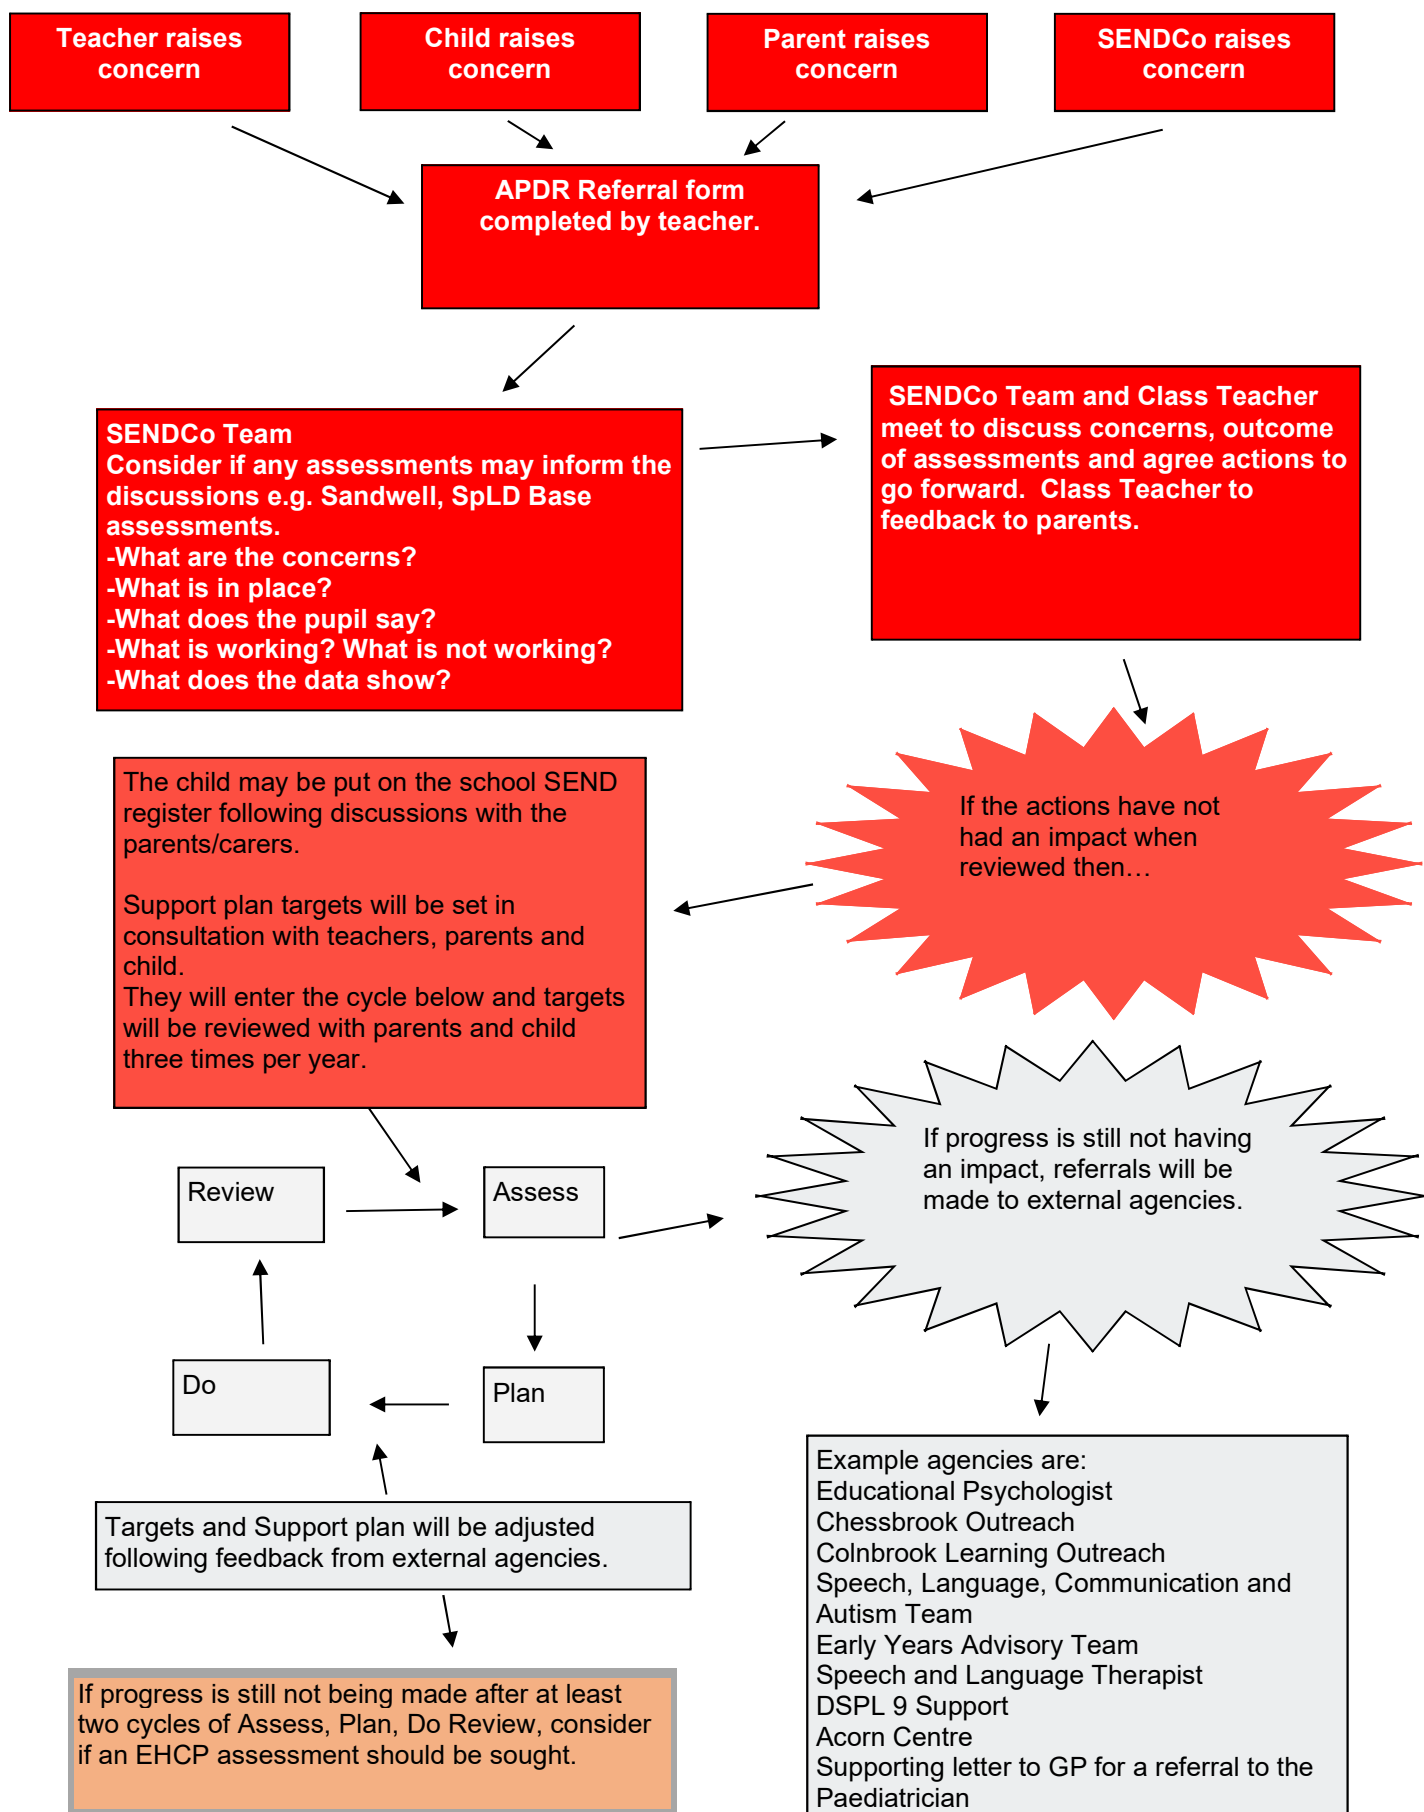 Teacher raises
concern
Child raises
concern
Parent raises
concern
SENDCo raises
concern
APDR Referral form
completed by teacher.
SENDCo Team
Consider if any assessments may inform the
discussions e.g. Sandwell, SpLD Base
assessments.
-What are the concerns?
-What is in place?
-What does the pupil say?
-What is working? What is not working?
-What does the data show?
SENDCo Team and Class Teacher
meet to discuss concerns, outcome
of assessments and agree actions to
go forward.  Class Teacher to
feedback to parents.
If the actions have not
had an impact when
reviewed then…
The child may be put on the school SEND
register following discussions with the
parents/carers.
Support plan targets will be set in
consultation with teachers, parents and
child.
They will enter the cycle below and targets
will be reviewed with parents and child
three times per year.
If progress is still not having
an impact, referrals will be
made to external agencies.
Review
Assess
Do
Plan
Targets and Support plan will be adjusted
following feedback from external agencies.
If progress is still not being made after at least
two cycles of Assess, Plan, Do Review, consider
if an EHCP assessment should be sought.
Example agencies are:
Educational Psychologist
Chessbrook Outreach
Colnbrook Learning Outreach
Speech, Language, Communication and
Autism Team
Early Years Advisory Team
Speech and Language Therapist
DSPL 9 Support
Acorn Centre
Supporting letter to GP for a referral to the
Paediatrician